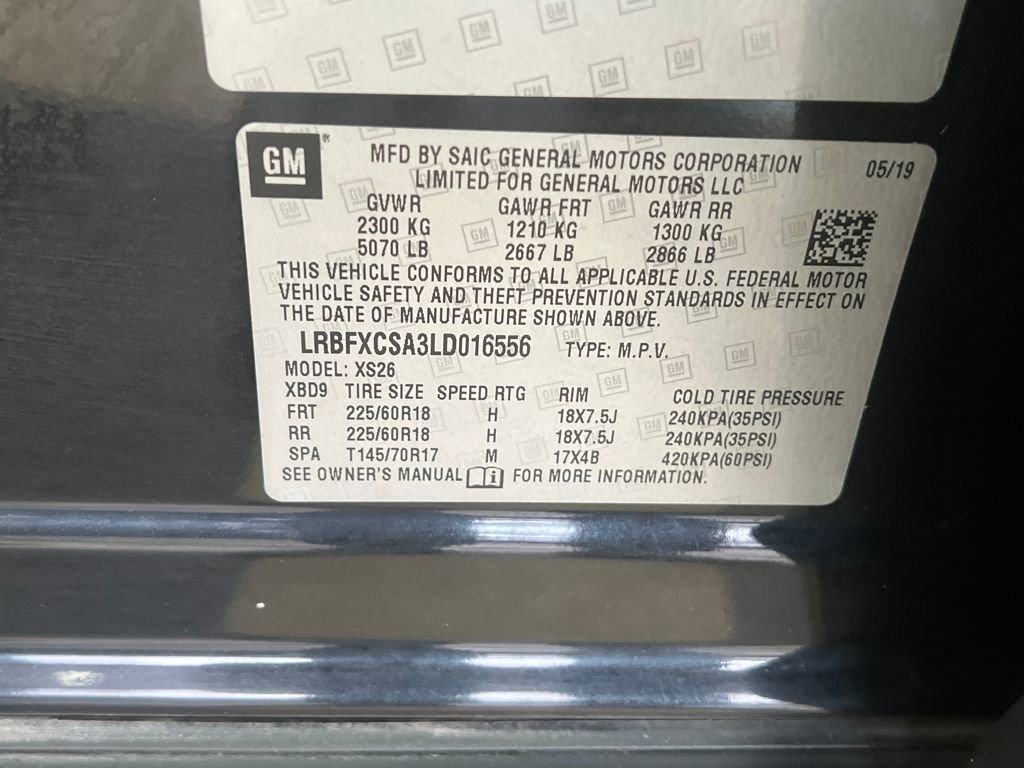 GM
MFD BY SAIC GENERAL MOTORS CORPORATION 05/19
LIMITED FOR GENERAL MOTORS LLC
GVWR GAWR FRT GAWR RR
2300 KG 1210 KG 1300 KG
5070 LB 2667 LB 2866 LB
THIS VEHICLE CONFORMS TO ALL APPLICABLE U.S. FEDERAL MOTOR
VEHICLE SAFETY AND THEFT PREVENTION STANDARDS IN EFFECT ON
THE DATE OF MANUFACTURE SHOWN ABOVE.
LRBFXCSA3LD016556 TYPE: M.P.V.
MODEL: XS26
XBD9 TIRE SIZE SPEED RTG RIM COLD TIRE PRESSURE
FRT 225/60R18 H 18X7.5J 240KPA(35PSI)
RR 225/60R18 H 18X7.5J 240KPA(35PSI)
SPA T145/70R17 M 17X4B 420KPA(60PSI)
SEE OWNER'S MANUAL i FOR MORE INFORMATION.